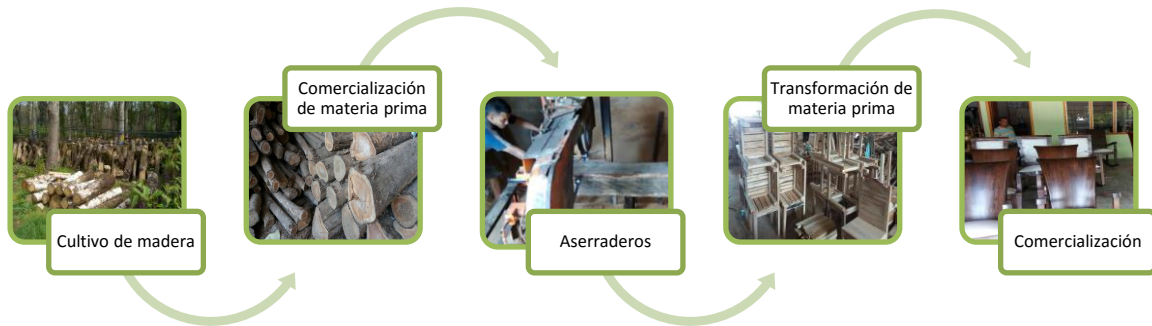 Cultivo de madera
Comercialización
de materia prima
Aserraderos
Transformación de
materia prima
Comercialización